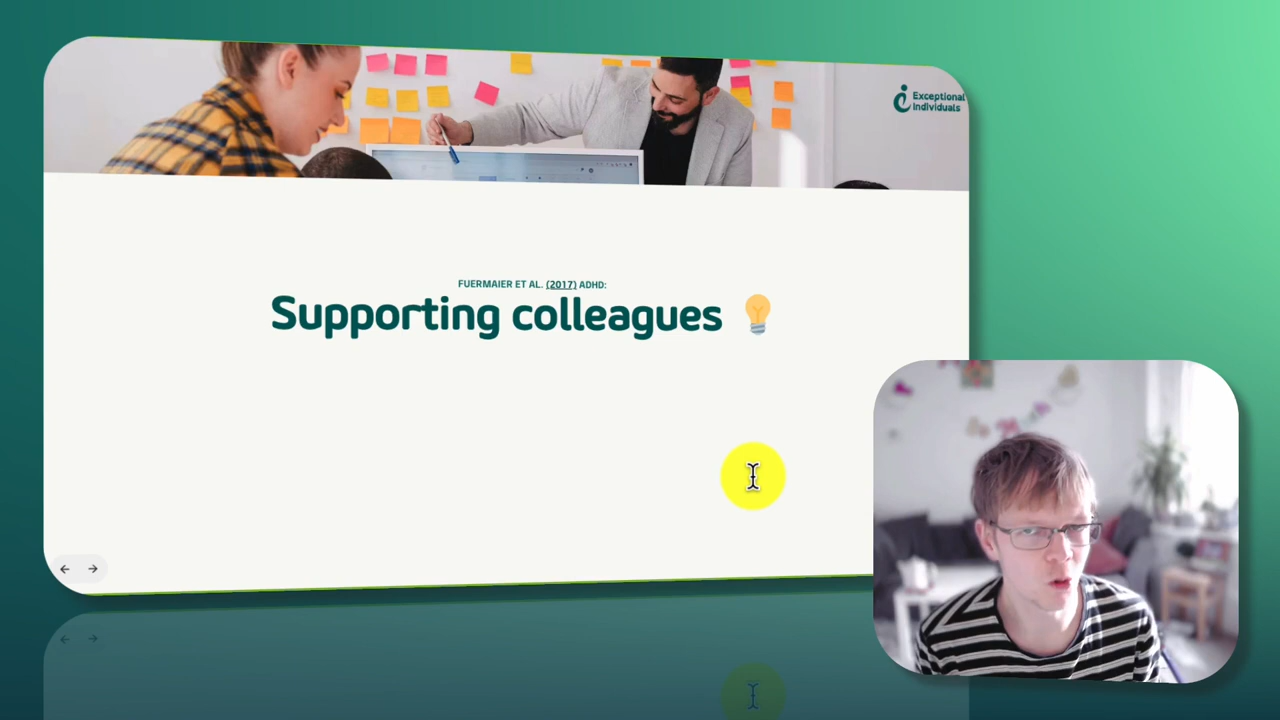 Exceptional
Individuals
FUERMAIER ET AL. (2017) ADHD:
Supporting colleagues